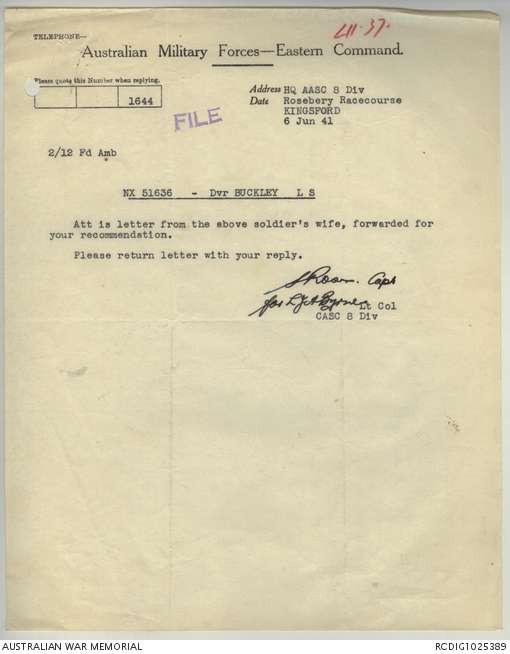 TELEPHONE—
Australian Military Forces—Eastern Command.
Please quote this Number when replying.
1644
FILE
Address HQ AASC 8 Div
Date Rosebery Racecourse
KINGSFORD
6 Jun 41
2/12 Fd Amb
NX 51636 - Dvr BUCKLEY L S
Att is letter from the above soldier's wife, forwarded for
your recommendation.
Please return letter with your reply.
Capt
for Lt Col
CASC 8 Div
AUSTRALIAN WAR MEMORIAL
RCDIG1025389